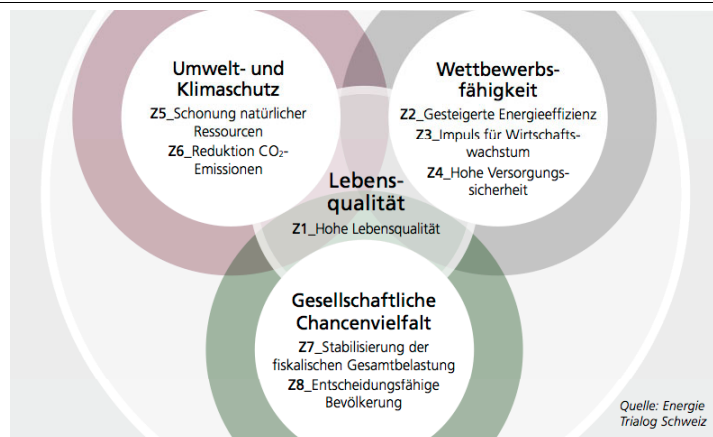 Umwelt- und
Klimaschutz
Z5_Schonung natürlicher
Ressourcen
Z6_Reduktion CO₂-
Emissionen
Wettbewerbs-
fähigkeit
Z2_Gesteigerte Energieeffizienz
Z3_Impuls für Wirtschafts-
wachstum
Z4_Hohe Versorgungs-
sicherheit
Lebens-
qualität
Z1_Hohe Lebensqualität
Gesellschaftliche
Chancenvielfalt
Z7_Stabilisierung der
fiskalischen Gesamtbelastung
Z8_Entscheidungsfähige
Bevölkerung
Quelle: Energie
Trialog Schweiz